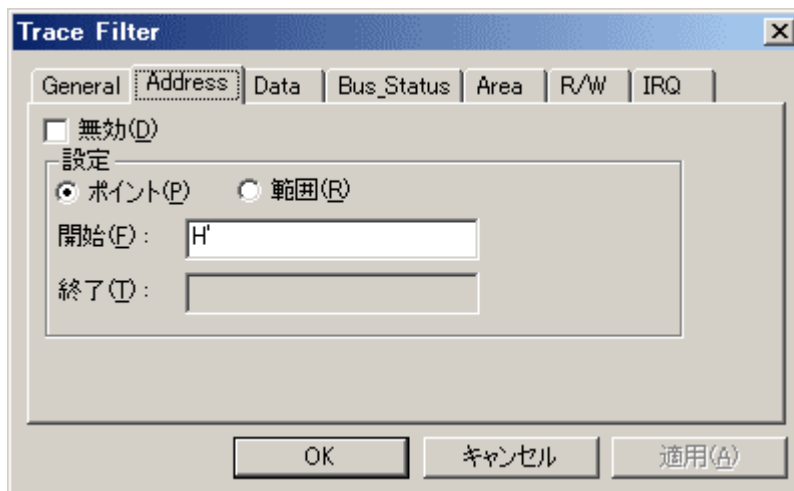 Trace Filter
General Address Data Bus_Status Area R/W IRQ
無効(D)
設定
ポイント(P) 範囲(R)
開始(F): H'
終了(T):
OK キャンセル 適用(A)